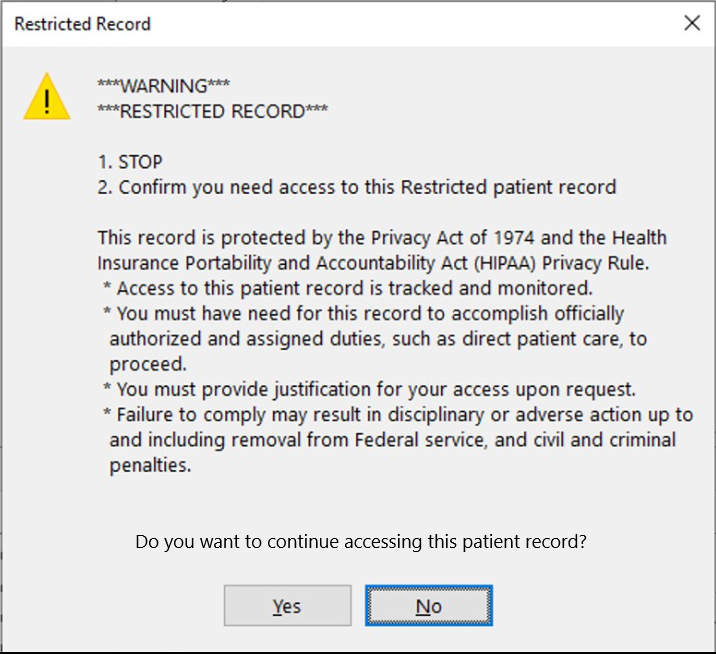 Restricted Record
***WARNING***
***RESTRICTED RECORD***
1. STOP
2. Confirm you need access to this Restricted patient record
This record is protected by the Privacy Act of 1974 and the Health
Insurance Portability and Accountability Act (HIPAA) Privacy Rule.
* Access to this patient record is tracked and monitored.
* You must have need for this record to accomplish officially
authorized and assigned duties, such as direct patient care, to
proceed.
* You must provide justification for your access upon request.
* Failure to comply may result in disciplinary or adverse action up to
and including removal from Federal service, and civil and criminal
penalties.
Do you want to continue accessing this patient record?
Yes
No